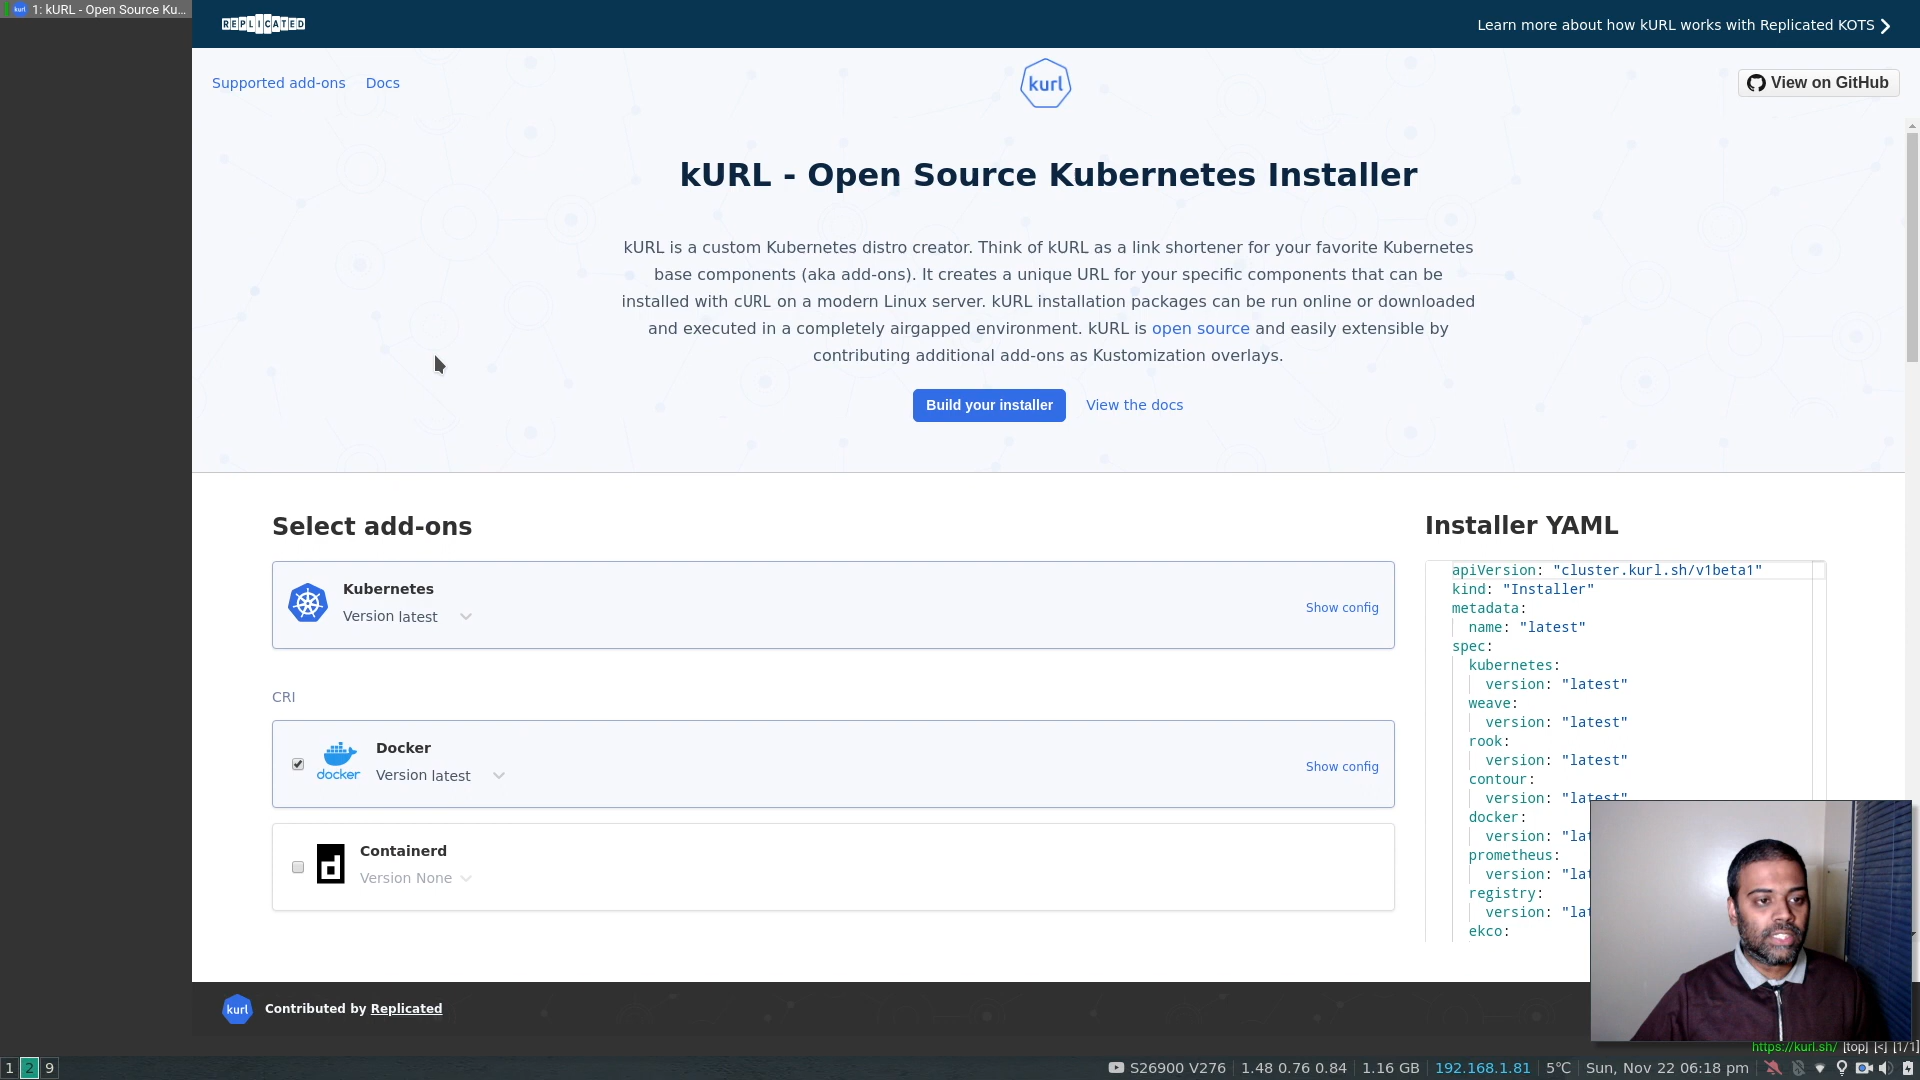 1: kURL - Open Source Ku...
REPLICATED
Learn more about how kURL works with Replicated KOTS
Supported add-ons
Docs
kurl
View on GitHub
kURL - Open Source Kubernetes Installer
kURL is a custom Kubernetes distro creator. Think of kURL as a link shortener for your favorite Kubernetes
base components (aka add-ons). It creates a unique URL for your specific components that can be
installed with cURL on a modern Linux server. kURL installation packages can be run online or downloaded
and executed in a completely airgapped environment. kURL is open source and easily extensible by
contributing additional add-ons as Kustomization overlays.
Build your installer
View the docs
Select add-ons
Kubernetes
Version latest
Show config
CRI
docker
Docker
Version latest
Show config
Containerd
Version None
Installer YAML
apiVersion: "cluster.kurl.sh/v1beta1"
kind: "Installer"
metadata:
name: "latest"
spec:
kubernetes:
version: "latest"
weave:
version: "latest"
rook:
version: "latest"
contour:
version: "latest"
docker:
version: "lat
prometheus:
version: "lat
registry:
version: "lat
ekco:
kurl
Contributed by Replicated
https://kurl.sh/ [top] [<] [1/1]
1 2 9
S26900 V276 1.48 0.76 0.84 1.16 GB 192.168.1.81 5°C Sun, Nov 22 06:18 pm